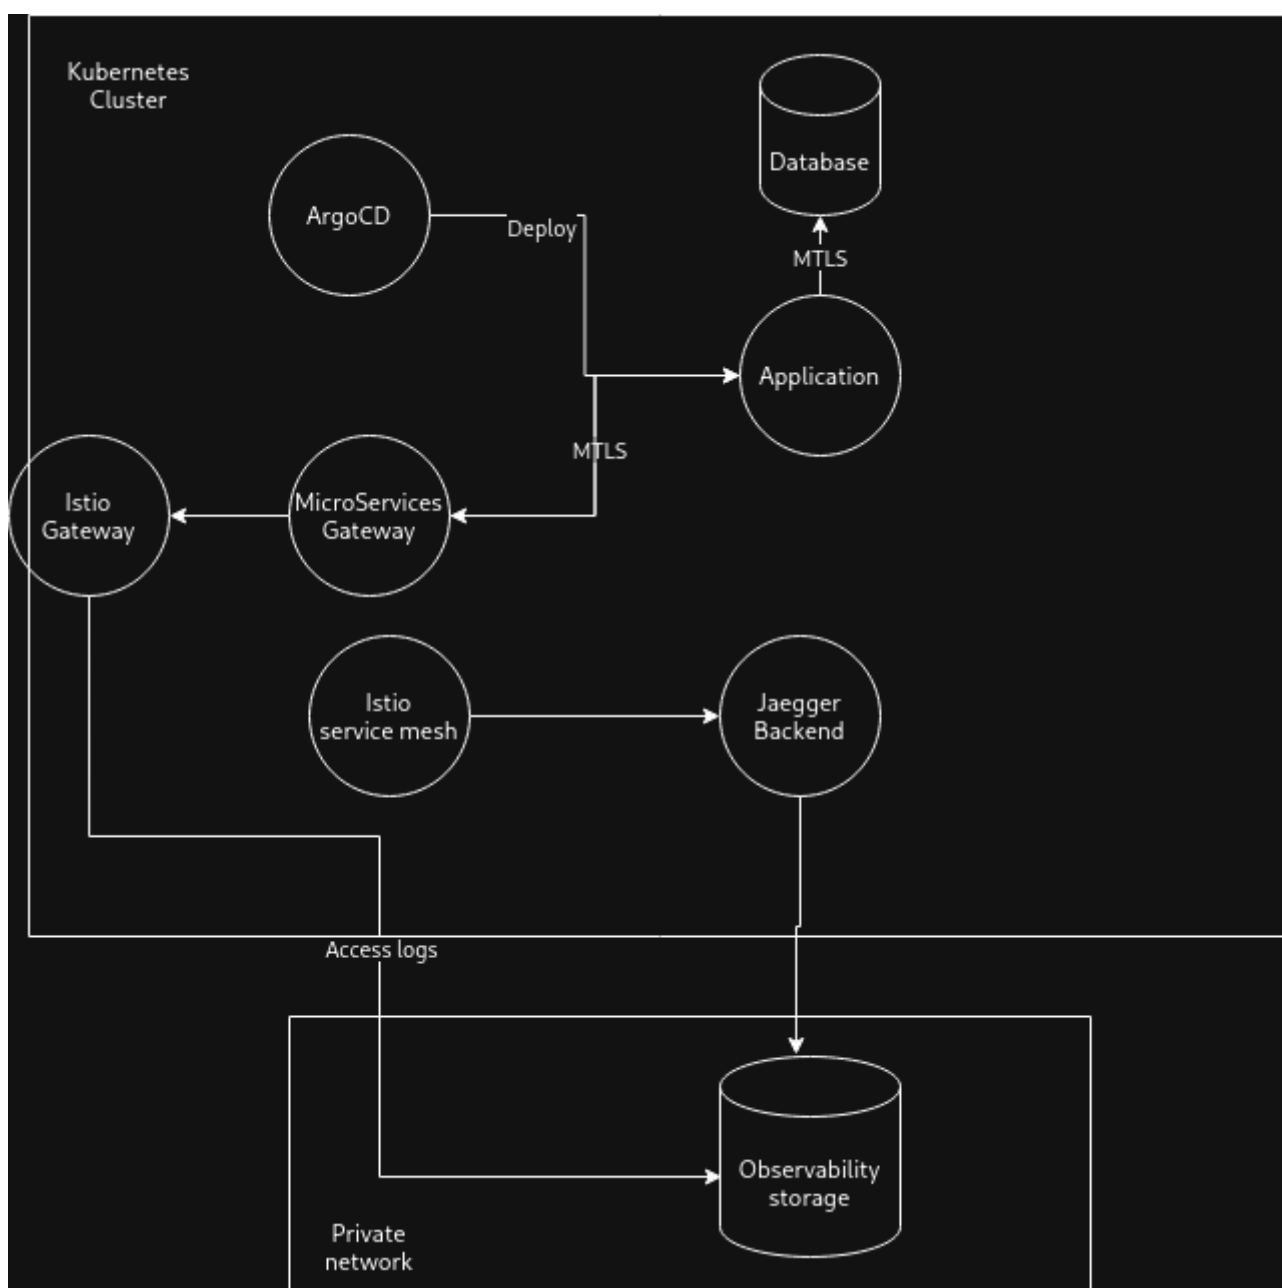 Kubernetes
Cluster
Database
ArgoCD
Deploy
MTLS
Application
MTLS
Istio
Gateway
MicroServices
Gateway
Istio
service mesh
Jaegger
Backend
Access logs
Observability
storage
Private
network